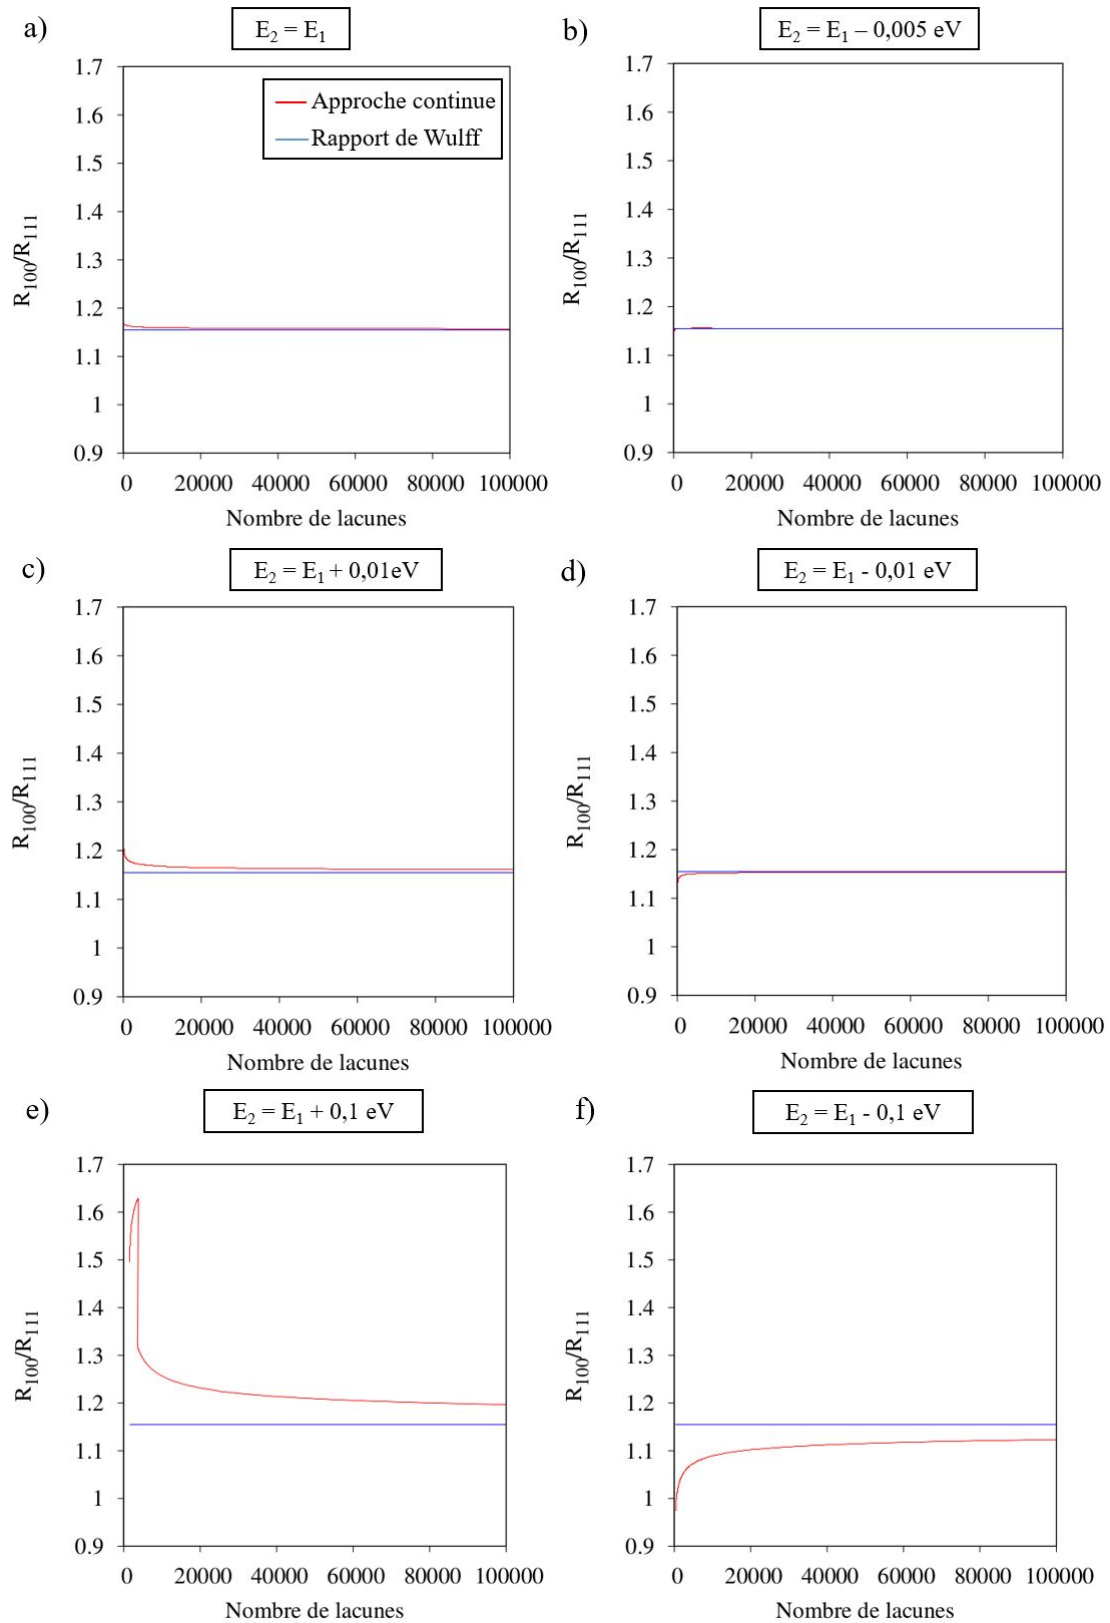 a)
E2 = E1
1.7
1.6
1.5
1.4
1.3
1.2
1.1
1
0.9
R100/R111
Approche continue
Rapport de Wulff
0 20000 40000 60000 80000 100000
Nombre de lacunes
b)
E2 = E1 – 0,005 eV
1.7
1.6
1.5
1.4
1.3
1.2
1.1
1
0.9
R100/R111
0 20000 40000 60000 80000 100000
Nombre de lacunes
c)
E2 = E1 + 0,01eV
1.7
1.6
1.5
1.4
1.3
1.2
1.1
1
0.9
R100/R111
0 20000 40000 60000 80000 100000
Nombre de lacunes
d)
E2 = E1 - 0,01 eV
1.7
1.6
1.5
1.4
1.3
1.2
1.1
1
0.9
R100/R111
0 20000 40000 60000 80000 100000
Nombre de lacunes
e)
E2 = E1 + 0,1 eV
1.7
1.6
1.5
1.4
1.3
1.2
1.1
1
0.9
R100/R111
0 20000 40000 60000 80000 100000
Nombre de lacunes
f)
E2 = E1 - 0,1 eV
1.7
1.6
1.5
1.4
1.3
1.2
1.1
1
0.9
R100/R111
0 20000 40000 60000 80000 100000
Nombre de lacunes